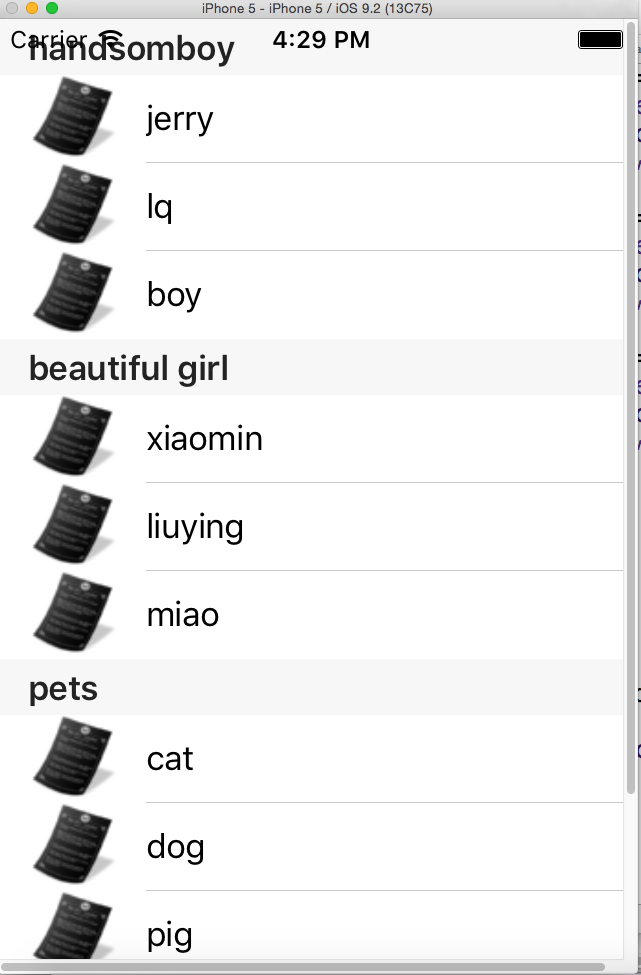 iPhone 5 - iPhone 5 / iOS 9.2 (13C75)
Carrier 4:29 PM
handsomboy
jerry
lq
boy
beautiful girl
xiaomin
liuying
miao
pets
cat
dog
pig